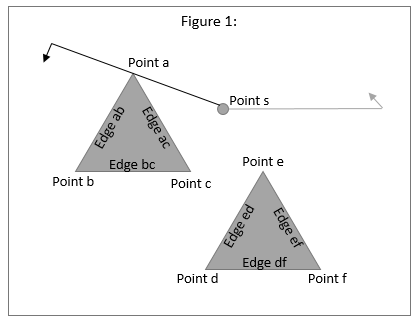 Figure 1:
Point a
Point s
Edge ab
Edge ac
Edge bc
Point b
Point c
Point e
Edge ed
Edge ef
Edge df
Point d
Point f